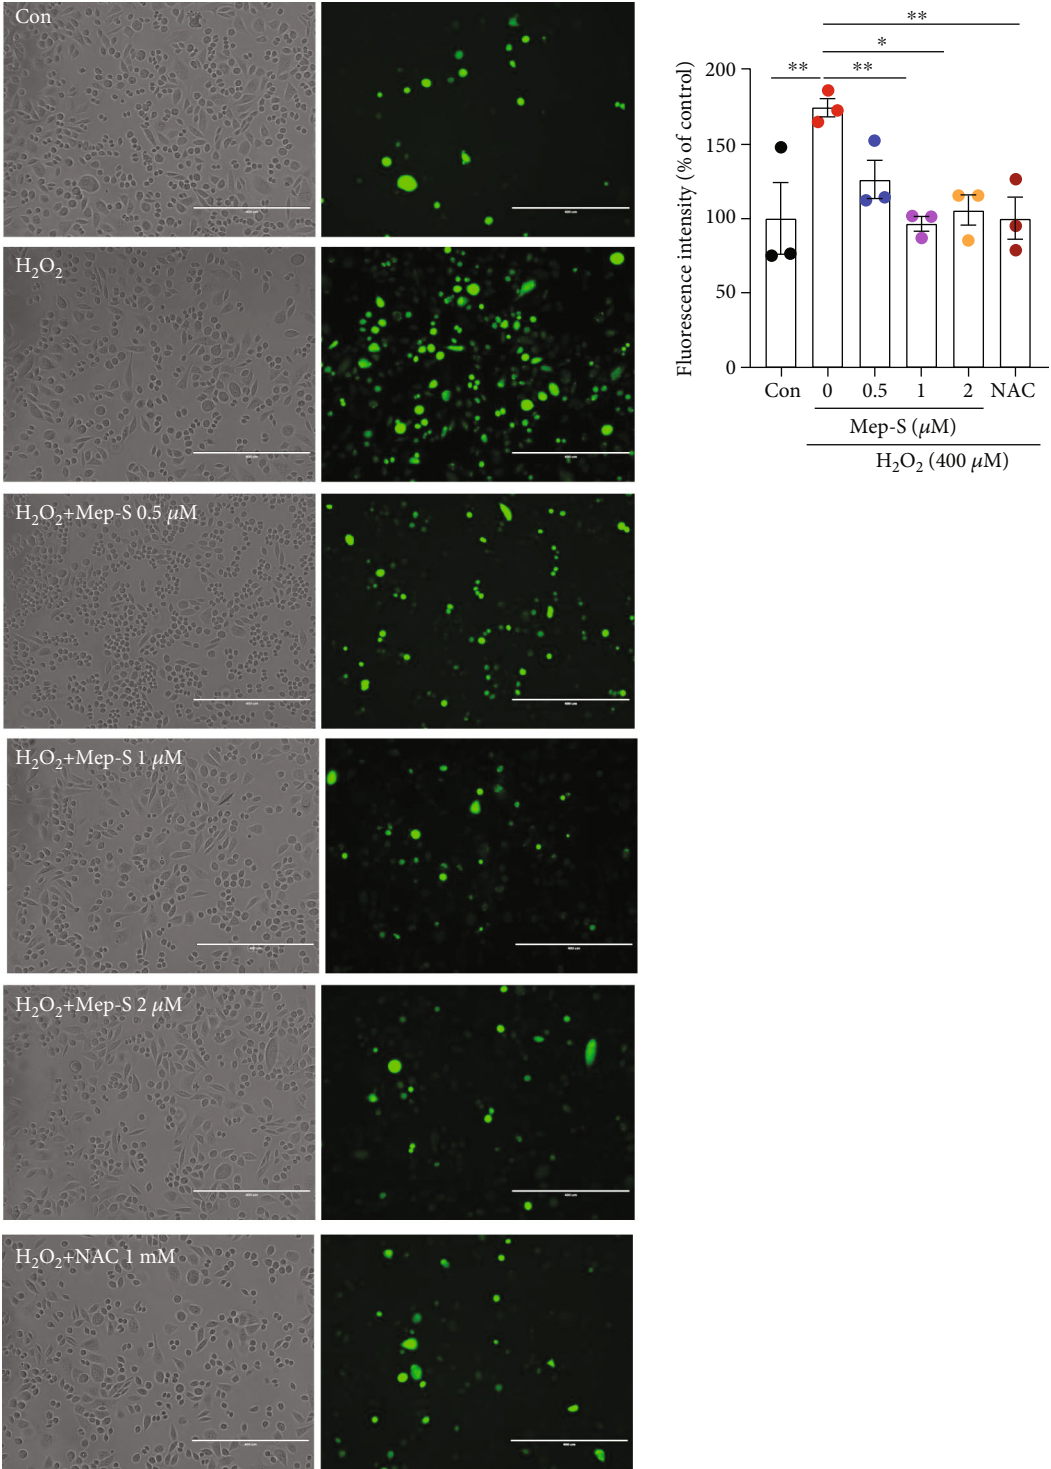 Con
H₂O₂
H₂O₂+Mep-S 0.5 μM
H₂O₂+Mep-S 1 μM
H₂O₂+Mep-S 2 μM
H₂O₂+NAC 1 mM
**
*
** **
Fluorescence intensity (% of control)
200
150
100
50
0
Con 0 0.5 1 2 NAC
Mep-S (μM)
H₂O₂ (400 μM)